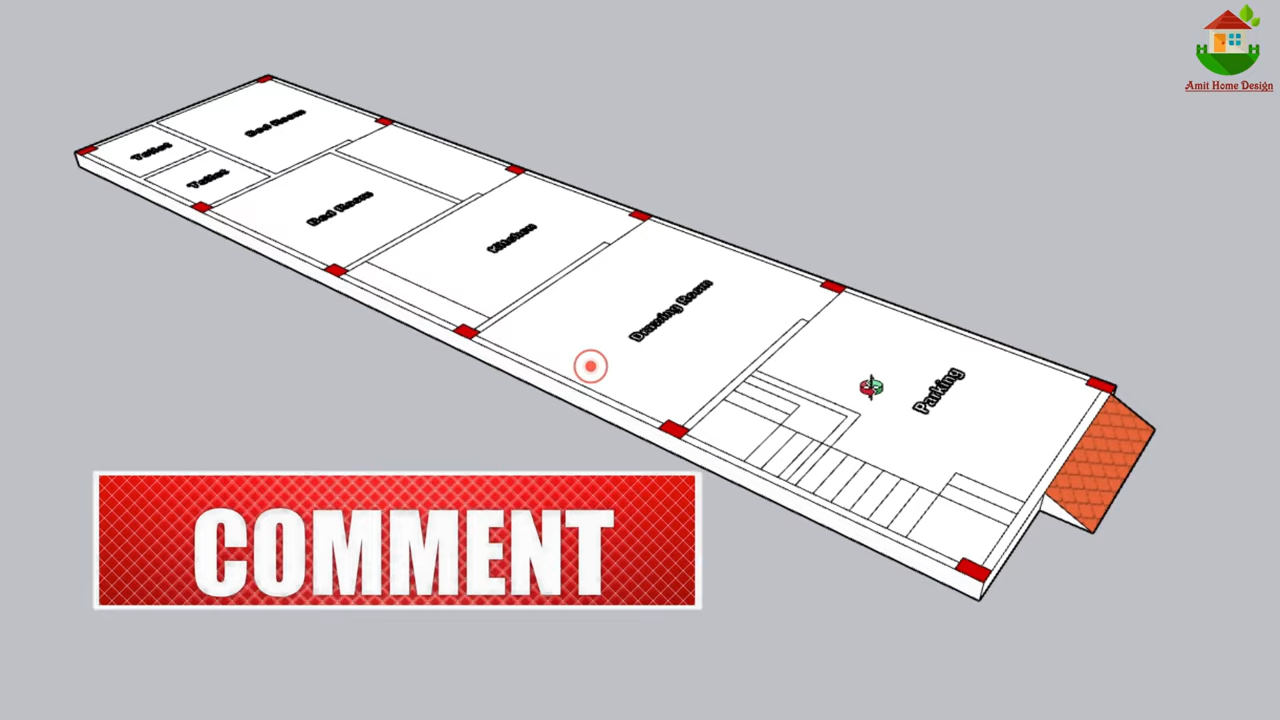 Amit Home Design
Bed Room
Toilet
Toilet
Bed Room
Kitchen
Drawing Room
Parking
COMMENT